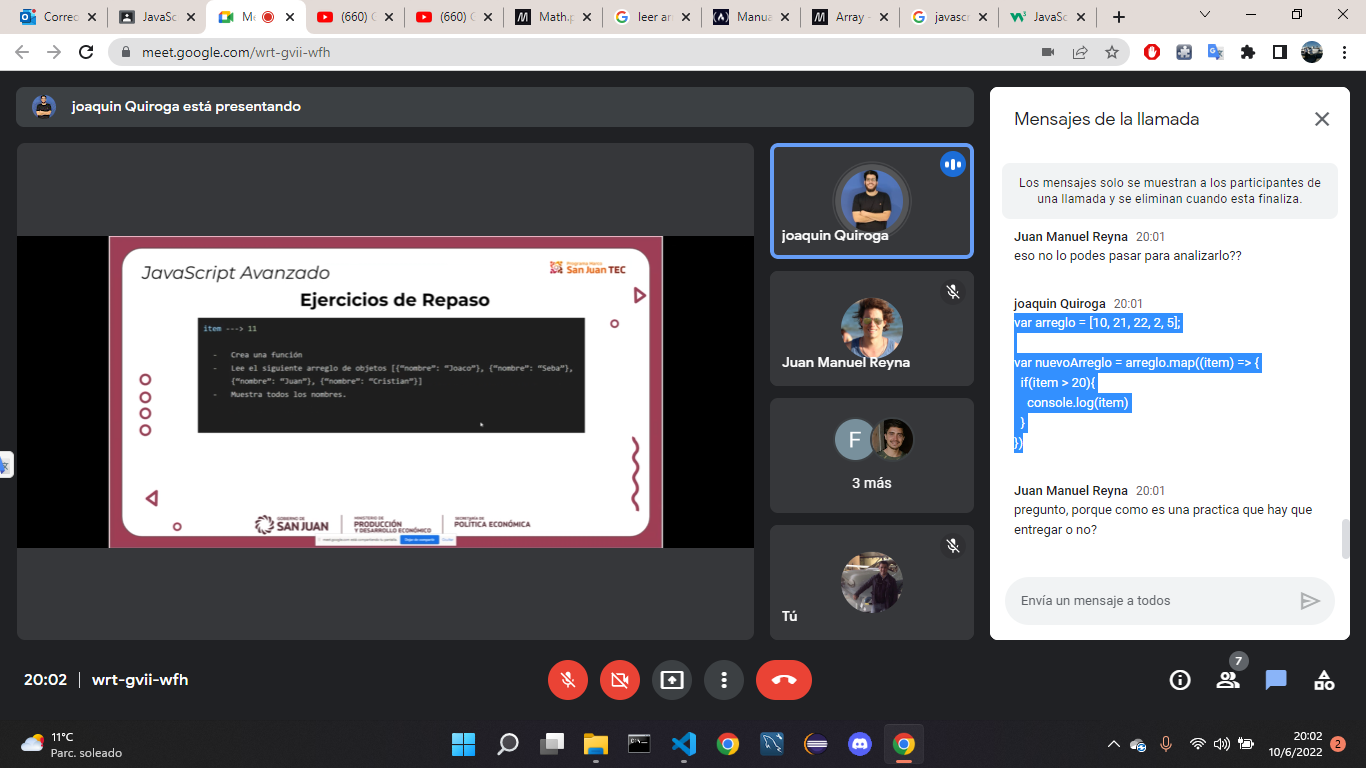 Correc
JavaSc
Me
(660) C
(660) C
Math.p
leer arr
Manua
Array -
javascr
JavaSc
meet.google.com/wrt-gvii-wfh
joaquin Quiroga está presentando
JavaScript Avanzado
Programa Marco
San Juan TEC
Ejercicios de Repaso
item ---> 11
- Crea una función
- Lee el siguiente arreglo de objetos [{"nombre": "Joaco"}, {"nombre": "Seba"},
{"nombre": "Juan"}, {"nombre": "Cristian"}]
- Muestra todos los nombres.
GOBIERNO DE
SAN JUAN
MINISTERIO DE
PRODUCCIÓN
Y DESARROLLO ECONÓMICO
SECRETARÍA DE
POLÍTICA ECONÓMICA
joaquin Quiroga
Juan Manuel Reyna
F
3 más
Tú
Mensajes de la llamada
Los mensajes solo se muestran a los participantes de
una llamada y se eliminan cuando esta finaliza.
Juan Manuel Reyna 20:01
eso no lo podes pasar para analizarlo??
joaquin Quiroga 20:01
var arreglo = [10, 21, 22, 2, 5];
var nuevoArreglo = arreglo.map((item) => {
if(item > 20){
console.log(item)
}
})
Juan Manuel Reyna 20:01
pregunto, porque como es una practica que hay que
entregar o no?
Envía un mensaje a todos
20:02 | wrt-gvii-wfh
7
11°C
Parc. soleado
20:02
10/6/2022
2